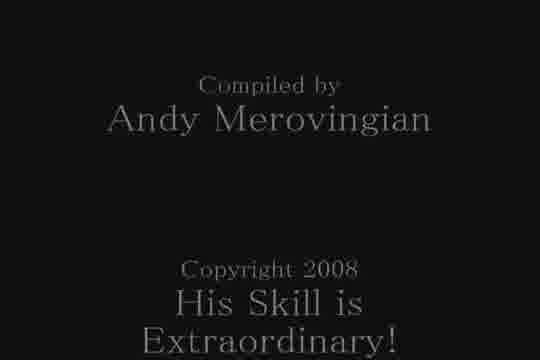 Compiled by
Andy Merovingian
Copyright 2008
His Skill is
Extraordinary!